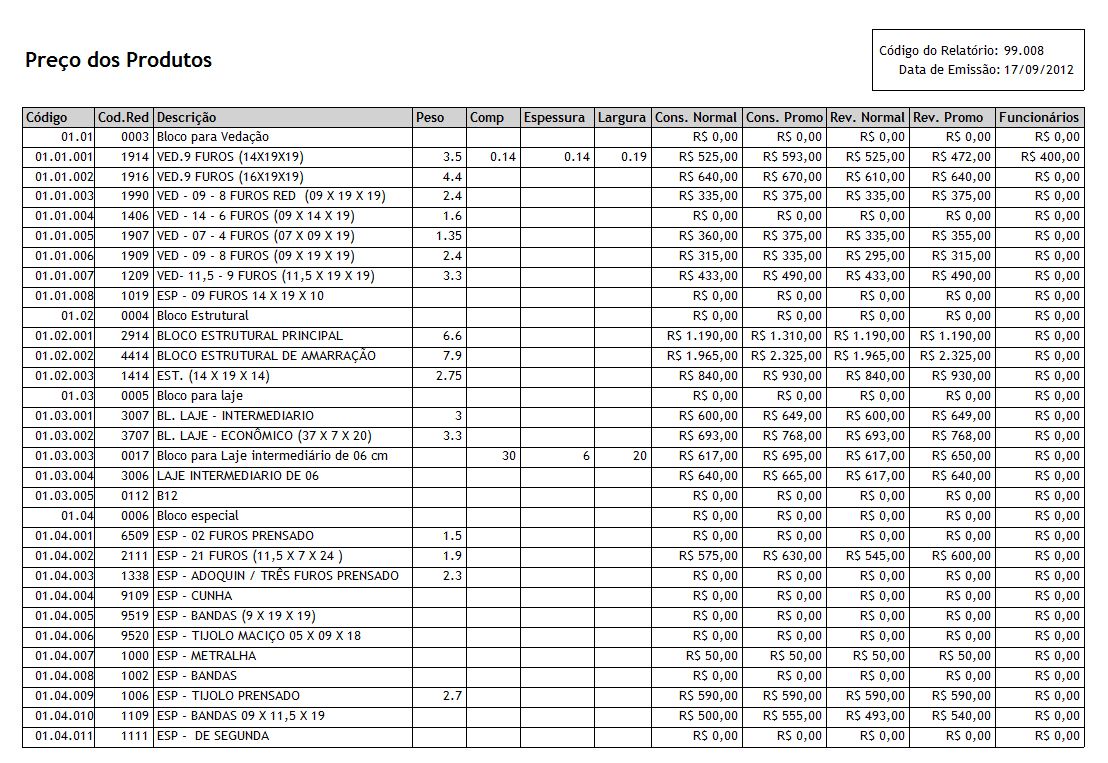 Código do Relatório: 99.008
Preço dos Produtos
Data de Emissão: 17/09/2012
Código Cod.Red Descrição Peso Comp Espessura Largura Cons. Normal Cons. Promo Rev. Normal Rev. Promo Funcionários
01.01 0003 Bloco para Vedação R$ 0,00 R$ 0,00 R$ 0,00 R$ 0,00 R$ 0,00
01.01.001 1914 VED.9 FUROS (14X19X19) 3.5 0.14 0.14 0.19 R$ 525,00 R$ 593,00 R$ 525,00 R$ 472,00 R$ 400,00
01.01.002 1916 VED.9 FUROS (16X19X19) 4.4 R$ 640,00 R$ 670,00 R$ 610,00 R$ 640,00 R$ 0,00
01.01.003 1990 VED - 09 - 8 FUROS RED  (09 X 19 X 19) 2.4 R$ 335,00 R$ 375,00 R$ 335,00 R$ 375,00 R$ 0,00
01.01.004 1406 VED - 14 - 6 FUROS (09 X 14 X 19) 1.6 R$ 0,00 R$ 0,00 R$ 0,00 R$ 0,00 R$ 0,00
01.01.005 1907 VED - 07 - 4 FUROS (07 X 09 X 19) 1.35 R$ 360,00 R$ 375,00 R$ 335,00 R$ 355,00 R$ 0,00
01.01.006 1909 VED - 09 - 8 FUROS (09 X 19 X 19) 2.4 R$ 315,00 R$ 335,00 R$ 295,00 R$ 315,00 R$ 0,00
01.01.007 1209 VED- 11,5 - 9 FUROS (11,5 X 19 X 19) 3.3 R$ 433,00 R$ 490,00 R$ 433,00 R$ 490,00 R$ 0,00
01.01.008 1019 ESP - 09 FUROS 14 X 19 X 10 R$ 0,00 R$ 0,00 R$ 0,00 R$ 0,00 R$ 0,00
01.02 0004 Bloco Estrutural R$ 0,00 R$ 0,00 R$ 0,00 R$ 0,00 R$ 0,00
01.02.001 2914 BLOCO ESTRUTURAL PRINCIPAL 6.6 R$ 1.190,00 R$ 1.310,00 R$ 1.190,00 R$ 1.190,00 R$ 0,00
01.02.002 4414 BLOCO ESTRUTURAL DE AMARRAÇÃO 7.9 R$ 1.965,00 R$ 2.325,00 R$ 1.965,00 R$ 2.325,00 R$ 0,00
01.02.003 1414 EST. (14 X 19 X 14) 2.75 R$ 840,00 R$ 930,00 R$ 840,00 R$ 930,00 R$ 0,00
01.03 0005 Bloco para laje R$ 0,00 R$ 0,00 R$ 0,00 R$ 0,00 R$ 0,00
01.03.001 3007 BL. LAJE - INTERMEDIARIO 3 R$ 600,00 R$ 649,00 R$ 600,00 R$ 649,00 R$ 0,00
01.03.002 3707 BL. LAJE - ECONÔMICO (37 X 7 X 20) 3.3 R$ 693,00 R$ 768,00 R$ 693,00 R$ 768,00 R$ 0,00
01.03.003 0017 Bloco para Laje intermediário de 06 cm 30 6 20 R$ 617,00 R$ 695,00 R$ 617,00 R$ 650,00 R$ 0,00
01.03.004 3006 LAJE INTERMEDIARIO DE 06 R$ 640,00 R$ 665,00 R$ 617,00 R$ 640,00 R$ 0,00
01.03.005 0112 B12 R$ 0,00 R$ 0,00 R$ 0,00 R$ 0,00 R$ 0,00
01.04 0006 Bloco especial R$ 0,00 R$ 0,00 R$ 0,00 R$ 0,00 R$ 0,00
01.04.001 6509 ESP - 02 FUROS PRENSADO 1.5 R$ 0,00 R$ 0,00 R$ 0,00 R$ 0,00 R$ 0,00
01.04.002 2111 ESP - 21 FUROS (11,5 X 7 X 24 ) 1.9 R$ 575,00 R$ 630,00 R$ 545,00 R$ 600,00 R$ 0,00
01.04.003 1338 ESP - ADOQUIN / TRÊS FUROS PRENSADO 2.3 R$ 0,00 R$ 0,00 R$ 0,00 R$ 0,00 R$ 0,00
01.04.004 9109 ESP - CUNHA R$ 0,00 R$ 0,00 R$ 0,00 R$ 0,00 R$ 0,00
01.04.005 9519 ESP - BANDAS (9 X 19 X 19) R$ 0,00 R$ 0,00 R$ 0,00 R$ 0,00 R$ 0,00
01.04.006 9520 ESP - TIJOLO MACIÇO 05 X 09 X 18 R$ 0,00 R$ 0,00 R$ 0,00 R$ 0,00 R$ 0,00
01.04.007 1000 ESP - METRALHA R$ 50,00 R$ 50,00 R$ 50,00 R$ 50,00 R$ 0,00
01.04.008 1002 ESP - BANDAS R$ 0,00 R$ 0,00 R$ 0,00 R$ 0,00 R$ 0,00
01.04.009 1006 ESP - TIJOLO PRENSADO 2.7 R$ 590,00 R$ 590,00 R$ 590,00 R$ 590,00 R$ 0,00
01.04.010 1109 ESP - BANDAS 09 X 11,5 X 19 R$ 500,00 R$ 555,00 R$ 493,00 R$ 540,00 R$ 0,00
01.04.011 1111 ESP -  DE SEGUNDA R$ 0,00 R$ 0,00 R$ 0,00 R$ 0,00 R$ 0,00